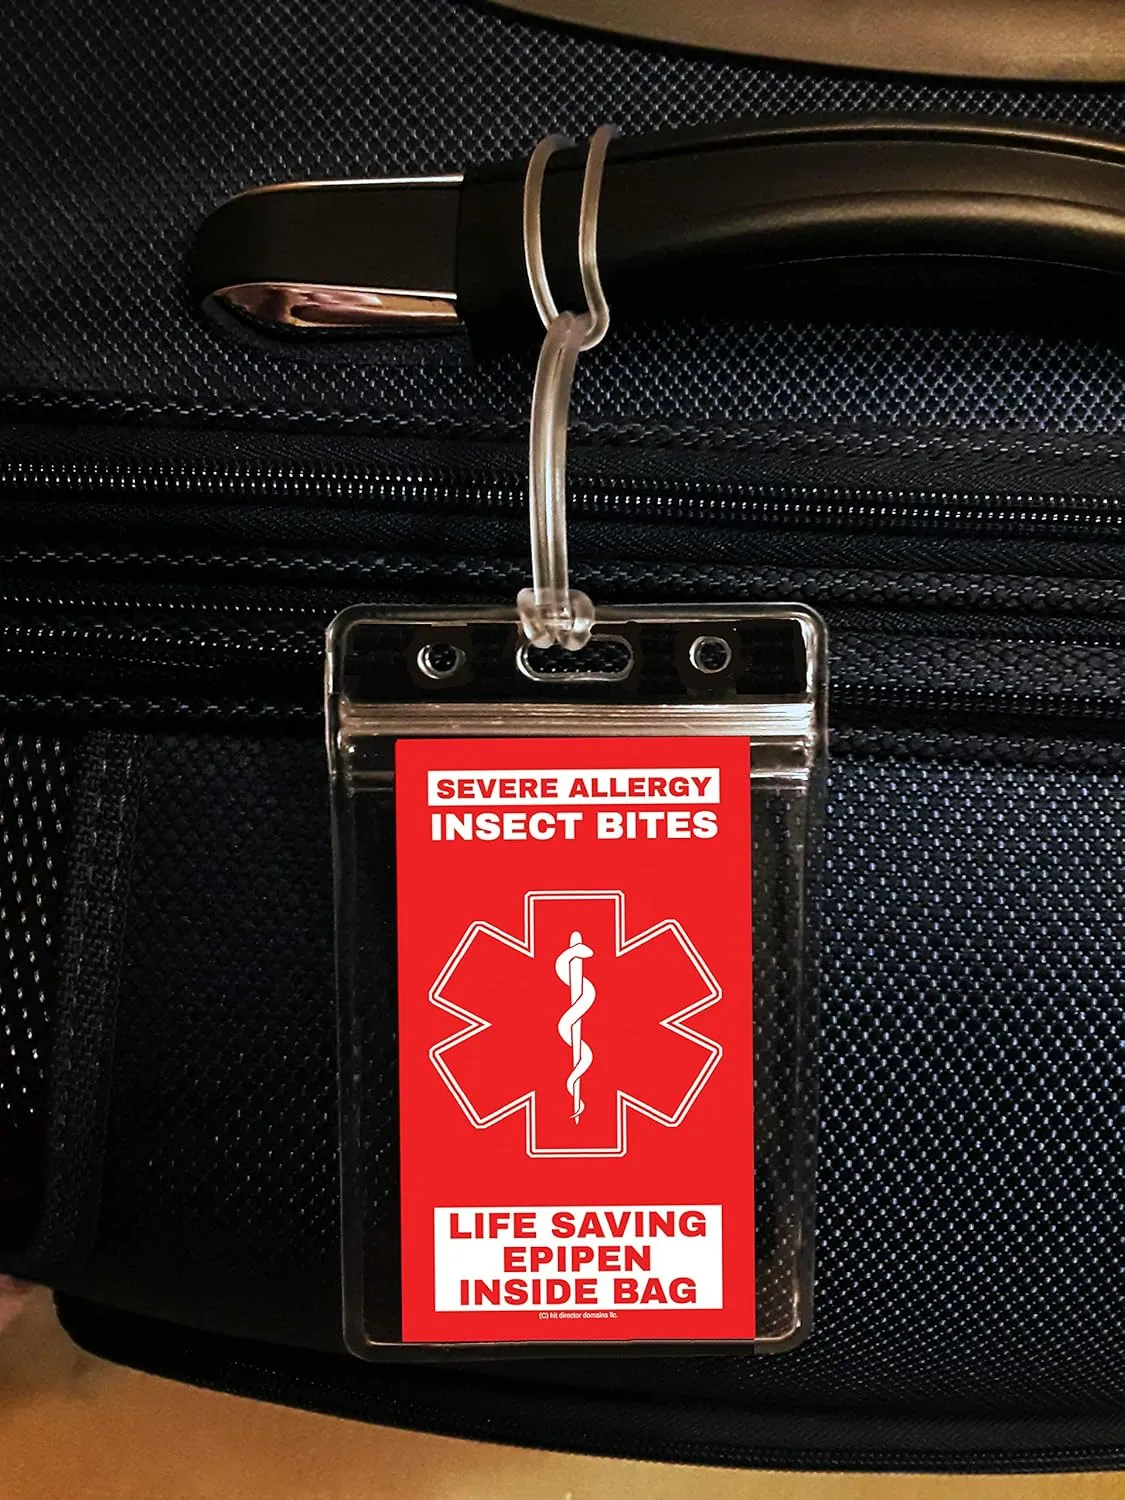 SEVERE ALLERGY
INSECT BITES
LIFE SAVING
EPIPEN
INSIDE BAG
(C) hit director domains llc.